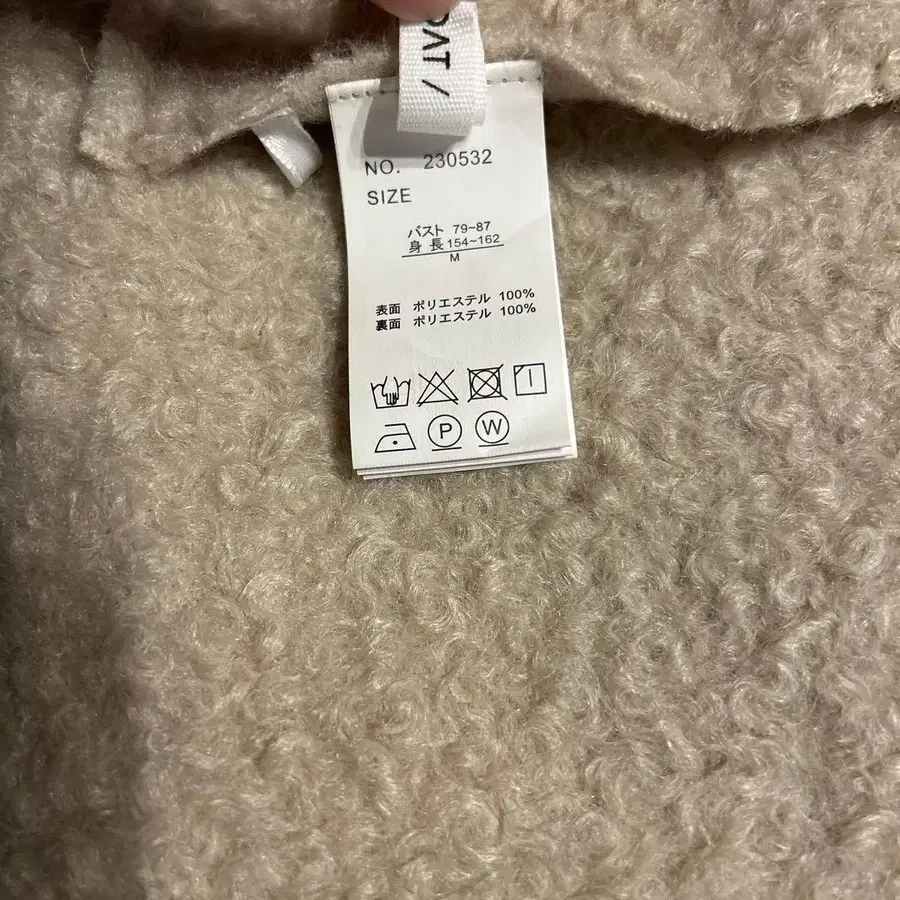 NO. 230532
SIZE
バスト 79~87
身 長 154~162
M
表面 ポリエステル 100%
裏面 ポリエステル 100%
P W